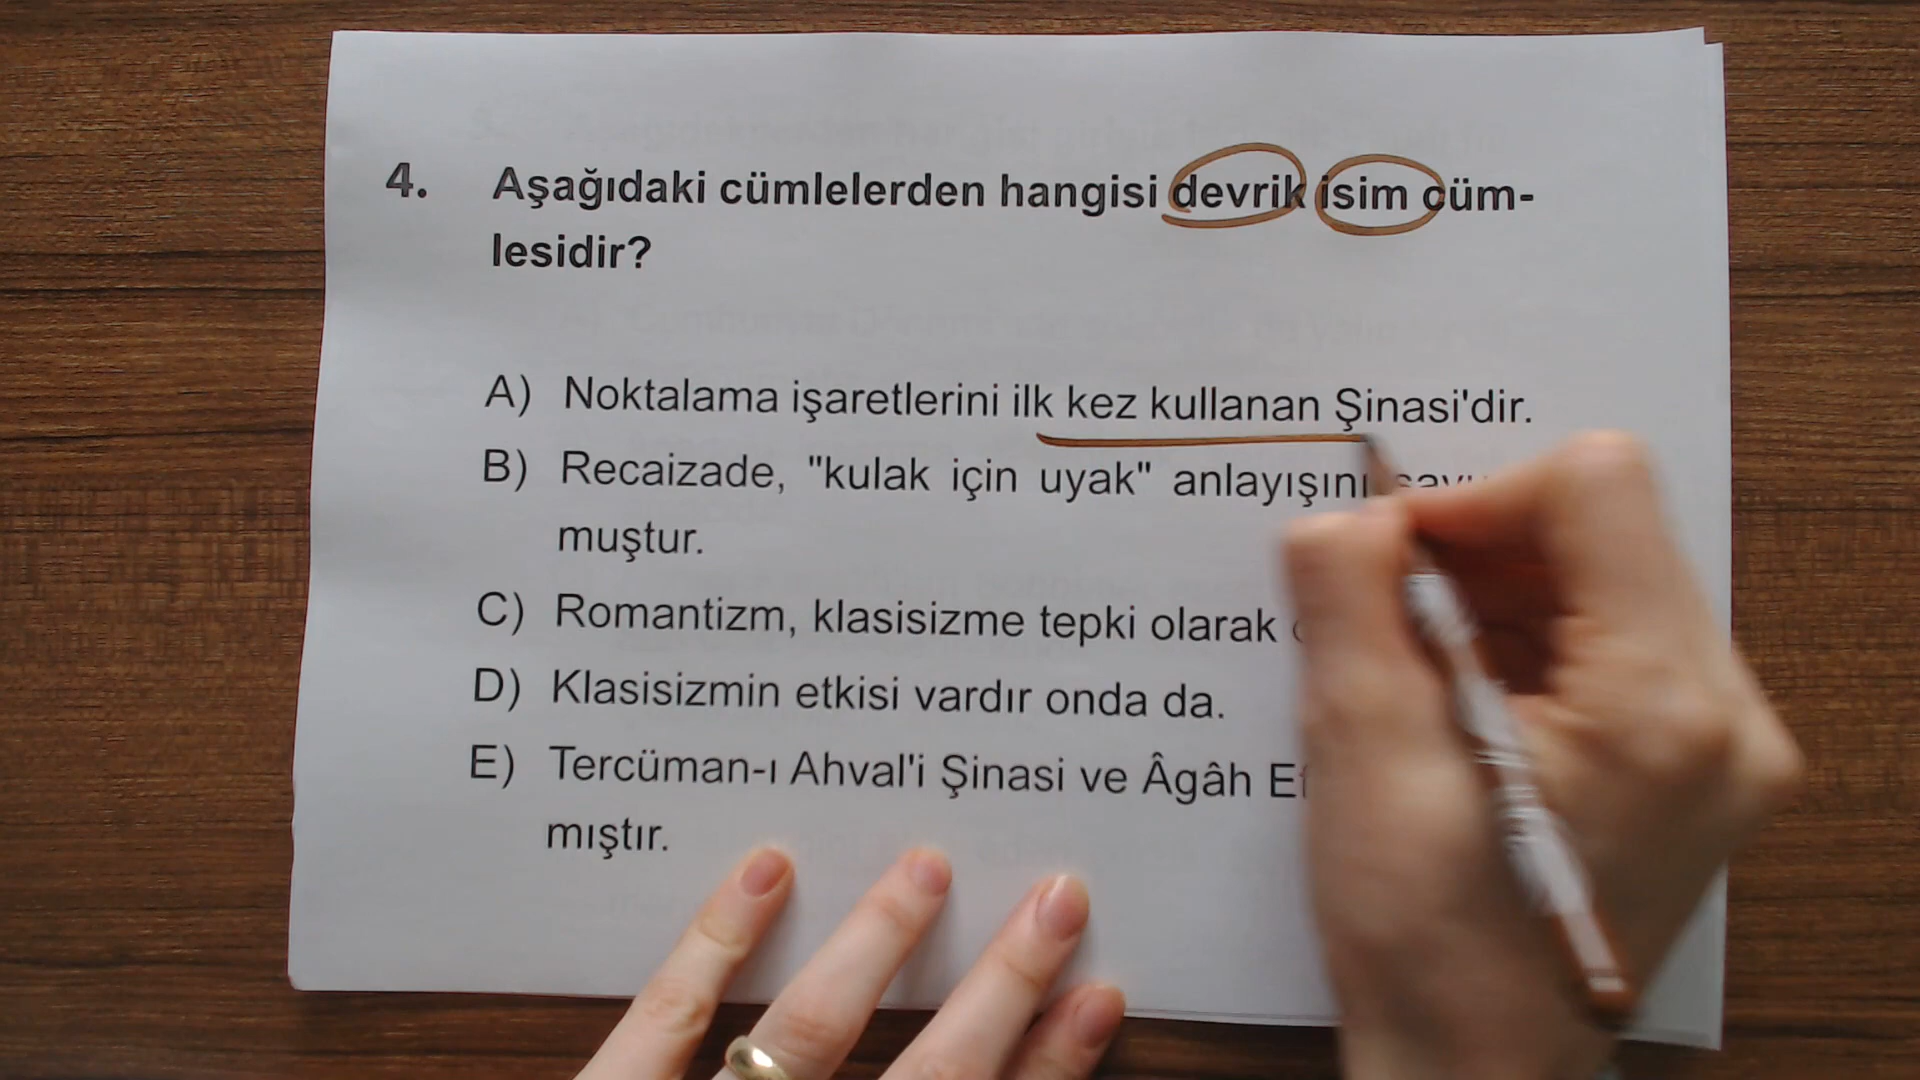 4. Aşağıdaki cümlelerden hangisi devrik isim cüm-
lesidir?
A) Noktalama işaretlerini ilk kez kullanan Şinasi'dir.
B) Recaizade, "kulak için uyak" anlayışını
muştur.
C) Romantizm, klasisizme tepki olarak
D) Klasisizmin etkisi vardır onda da.
E) Tercüman-ı Ahval'i Şinasi ve Âgâh
mıştır.